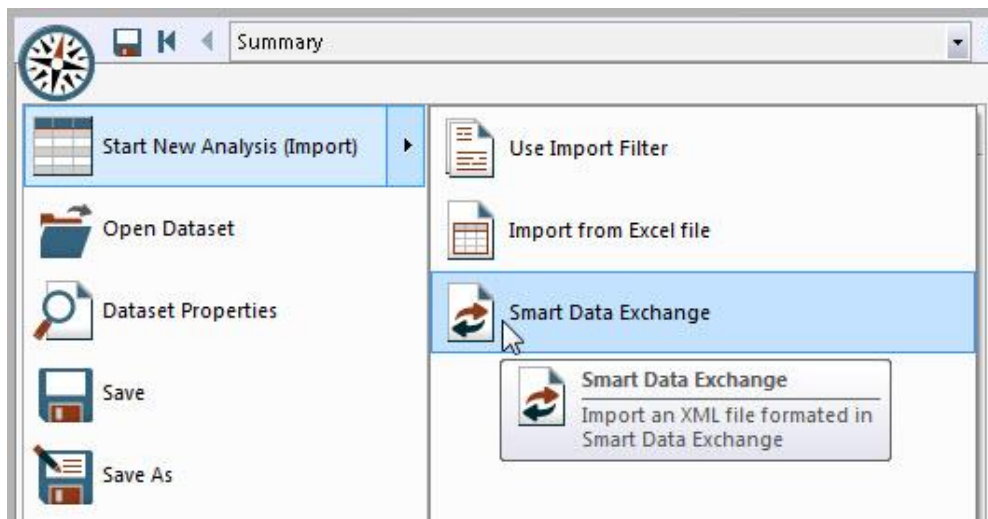 Summary
Start New Analysis (Import)
Open Dataset
Dataset Properties
Save
Save As
Use Import Filter
Import from Excel file
Smart Data Exchange
Smart Data Exchange
Import an XML file formated in
Smart Data Exchange